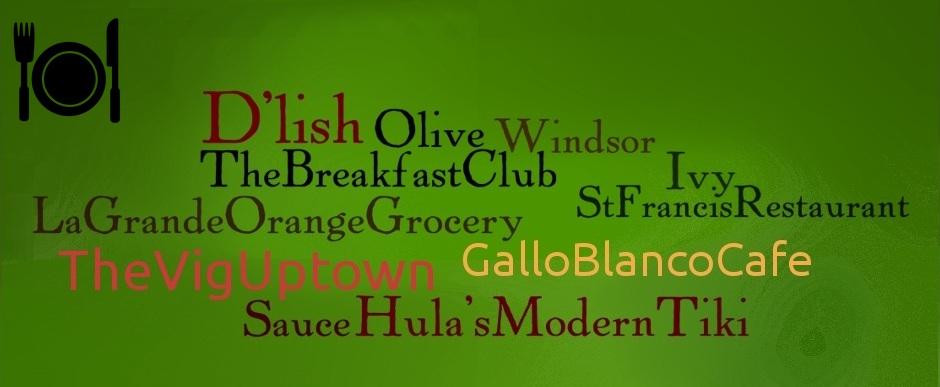 D'lish Olive Windsor
TheBreakfastClub Ivy
LaGrandeOrangeGrocery StFrancisRestaurant
TheVigUptown GalloBlancoCafe
Sauce Hula'sModernTiki